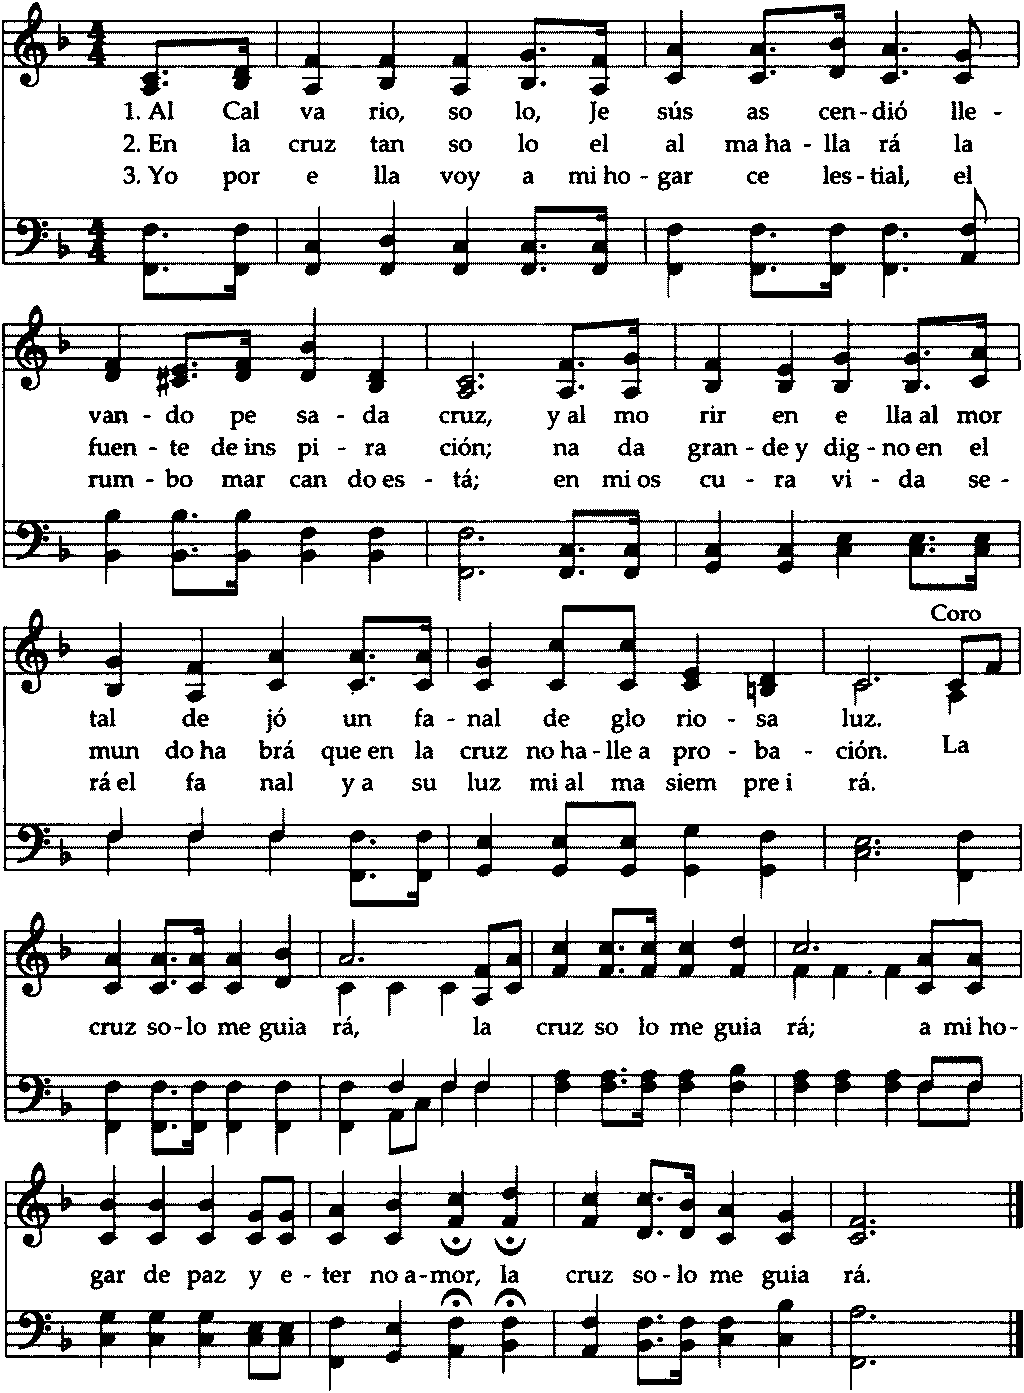 1. Al Cal va rio, so lo, Je sús as cen-dió lle-
2. En la cruz tan so lo el al ma ha-lla rá la
3. Yo por e lla voy a mi ho-gar ce les-tial, el
van-do pe sa-da cruz, y al mo rir en e lla al mor
fuen-te de ins pi-ra ción; na da gran-de y dig-no en el
rum-bo mar can do es-tá; en mi os cu-ra vi-da se-
Coro
tal de jó un fa-nal de glo rio-sa luz.
mun do ha brá que en la cruz no ha-lle a pro-ba-ción. La
rá el fa nal y a su luz mi al ma siem pre i rá.
cruz so-lo me guia rá, la cruz so lo me guia rá; a mi ho-
gar de paz y e-ter no a-mor, la cruz so-lo me guia rá.